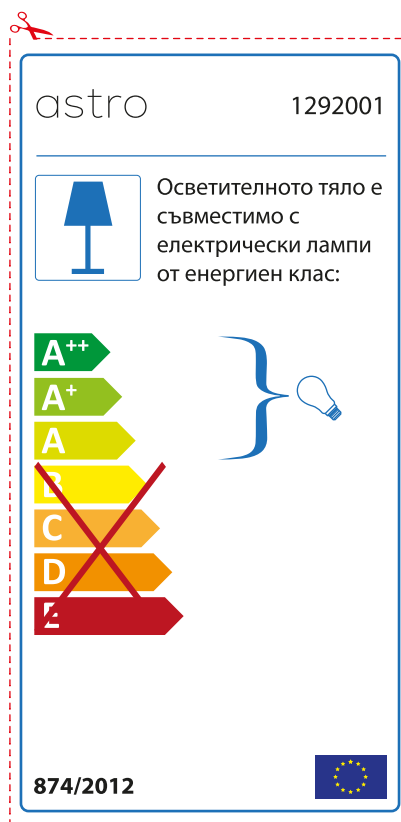 astro
1292001
Осветителното тяло е
съвместимо с
електрически лампи
от енергиен клас:
A++
A+
A
B
C
D
E
874/2012